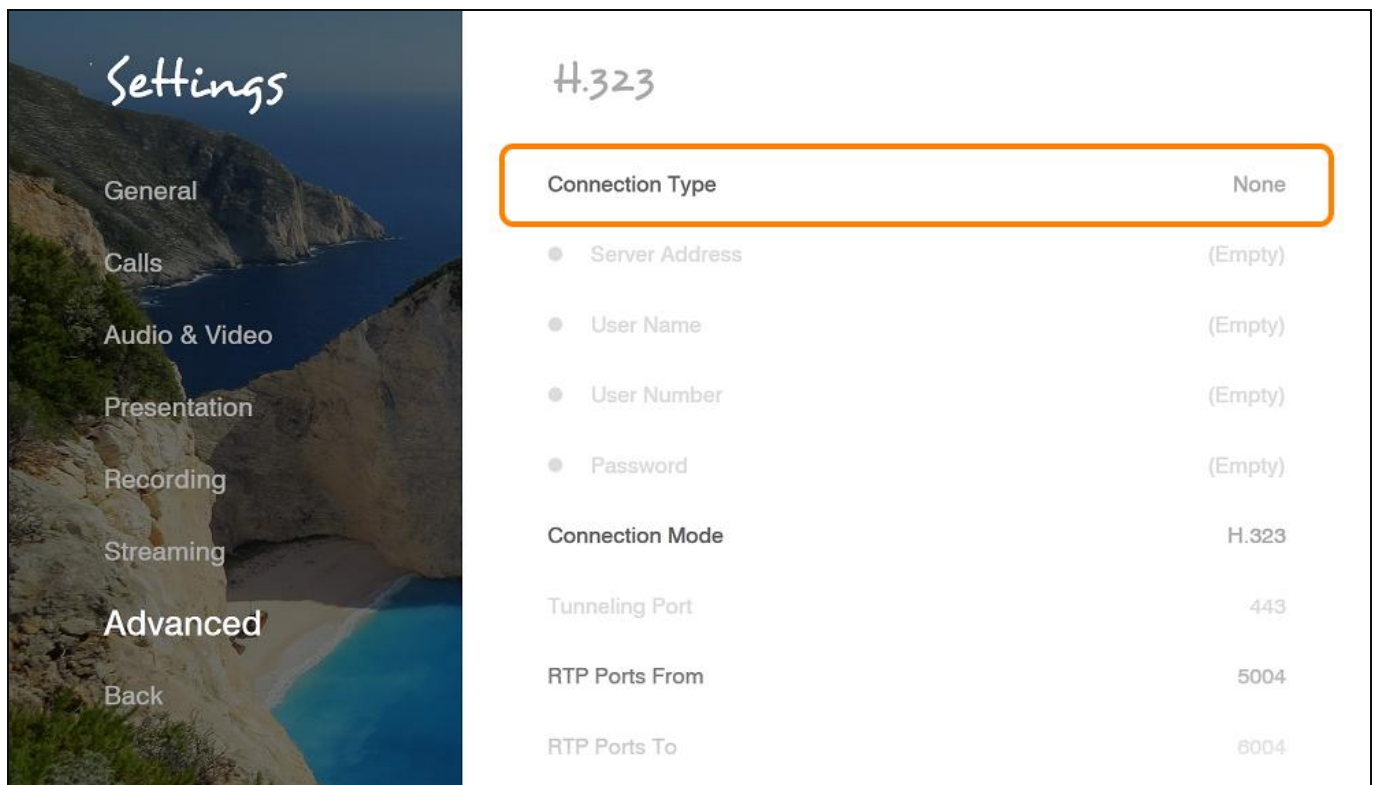 Settings
General
Calls
Audio & Video
Presentation
Recording
Streaming
Advanced
Back
H.323
Connection Type None
Server Address (Empty)
User Name (Empty)
User Number (Empty)
Password (Empty)
Connection Mode H.323
Tunneling Port 443
RTP Ports From 5004
RTP Ports To 6004